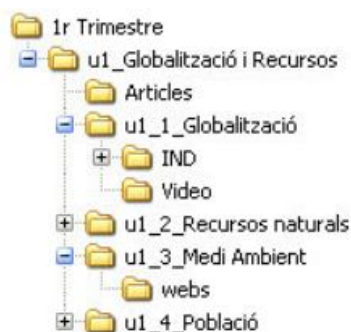 1r Trimestre
u1_Globalització i Recursos
Articles
u1_1_Globalització
IND
Video
u1_2_Recursos naturals
u1_3_Medi Ambient
webs
u1_4_Població